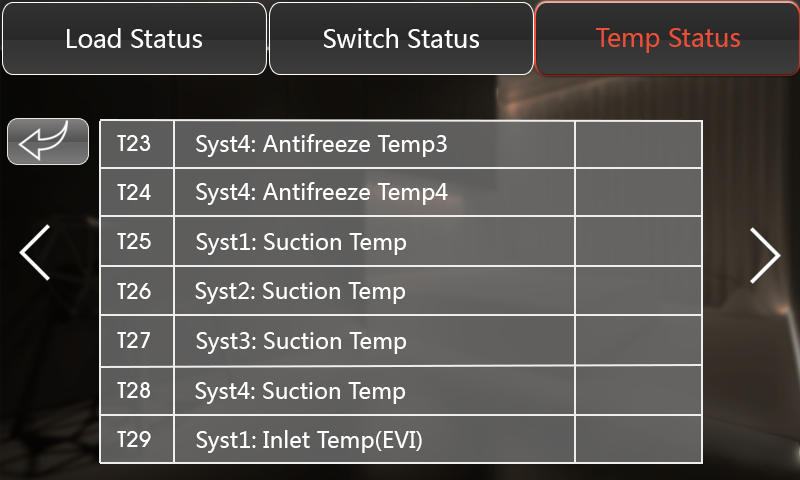 Load Status Switch Status Temp Status
T23 Syst4: Antifreeze Temp3
T24 Syst4: Antifreeze Temp4
T25 Syst1: Suction Temp
T26 Syst2: Suction Temp
T27 Syst3: Suction Temp
T28 Syst4: Suction Temp
T29 Syst1: Inlet Temp(EVI)